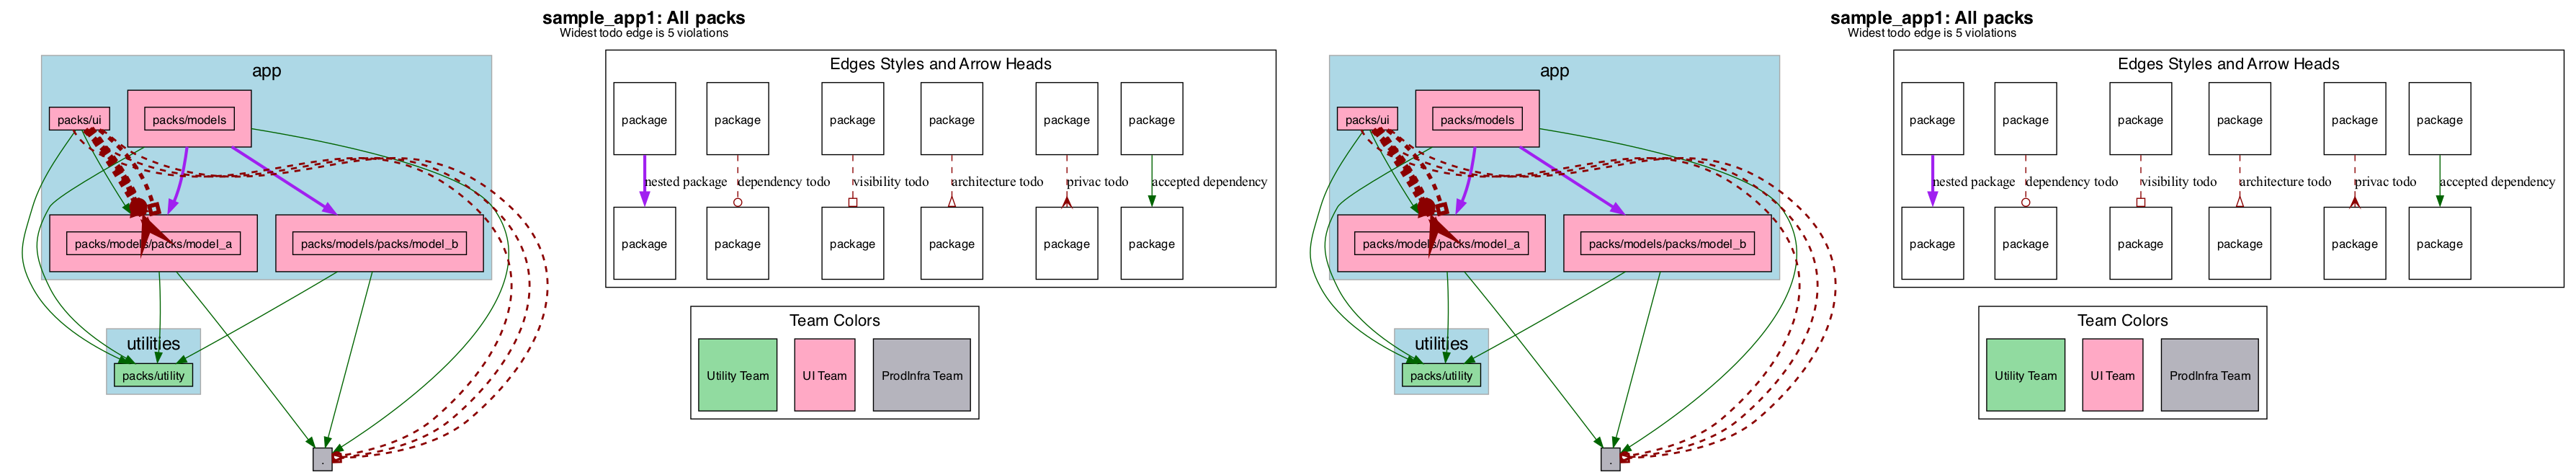 sample_app1: All packs
Widest todo edge is 5 violations
app
packs/ui
packs/models
packs/models/packs/model_a
packs/models/packs/model_b
utilities
packs/utility
.
Edges Styles and Arrow Heads
package package package package package package
nested package dependency todo visibility todo architecture todo privac todo accepted dependency
package package package package package package
Team Colors
Utility Team UI Team ProdInfra Team
sample_app1: All packs
Widest todo edge is 5 violations
app
packs/ui
packs/models
packs/models/packs/model_a
packs/models/packs/model_b
utilities
packs/utility
.
Edges Styles and Arrow Heads
package package package package package package
nested package dependency todo visibility todo architecture todo privac todo accepted dependency
package package package package package package
Team Colors
Utility Team UI Team ProdInfra Team